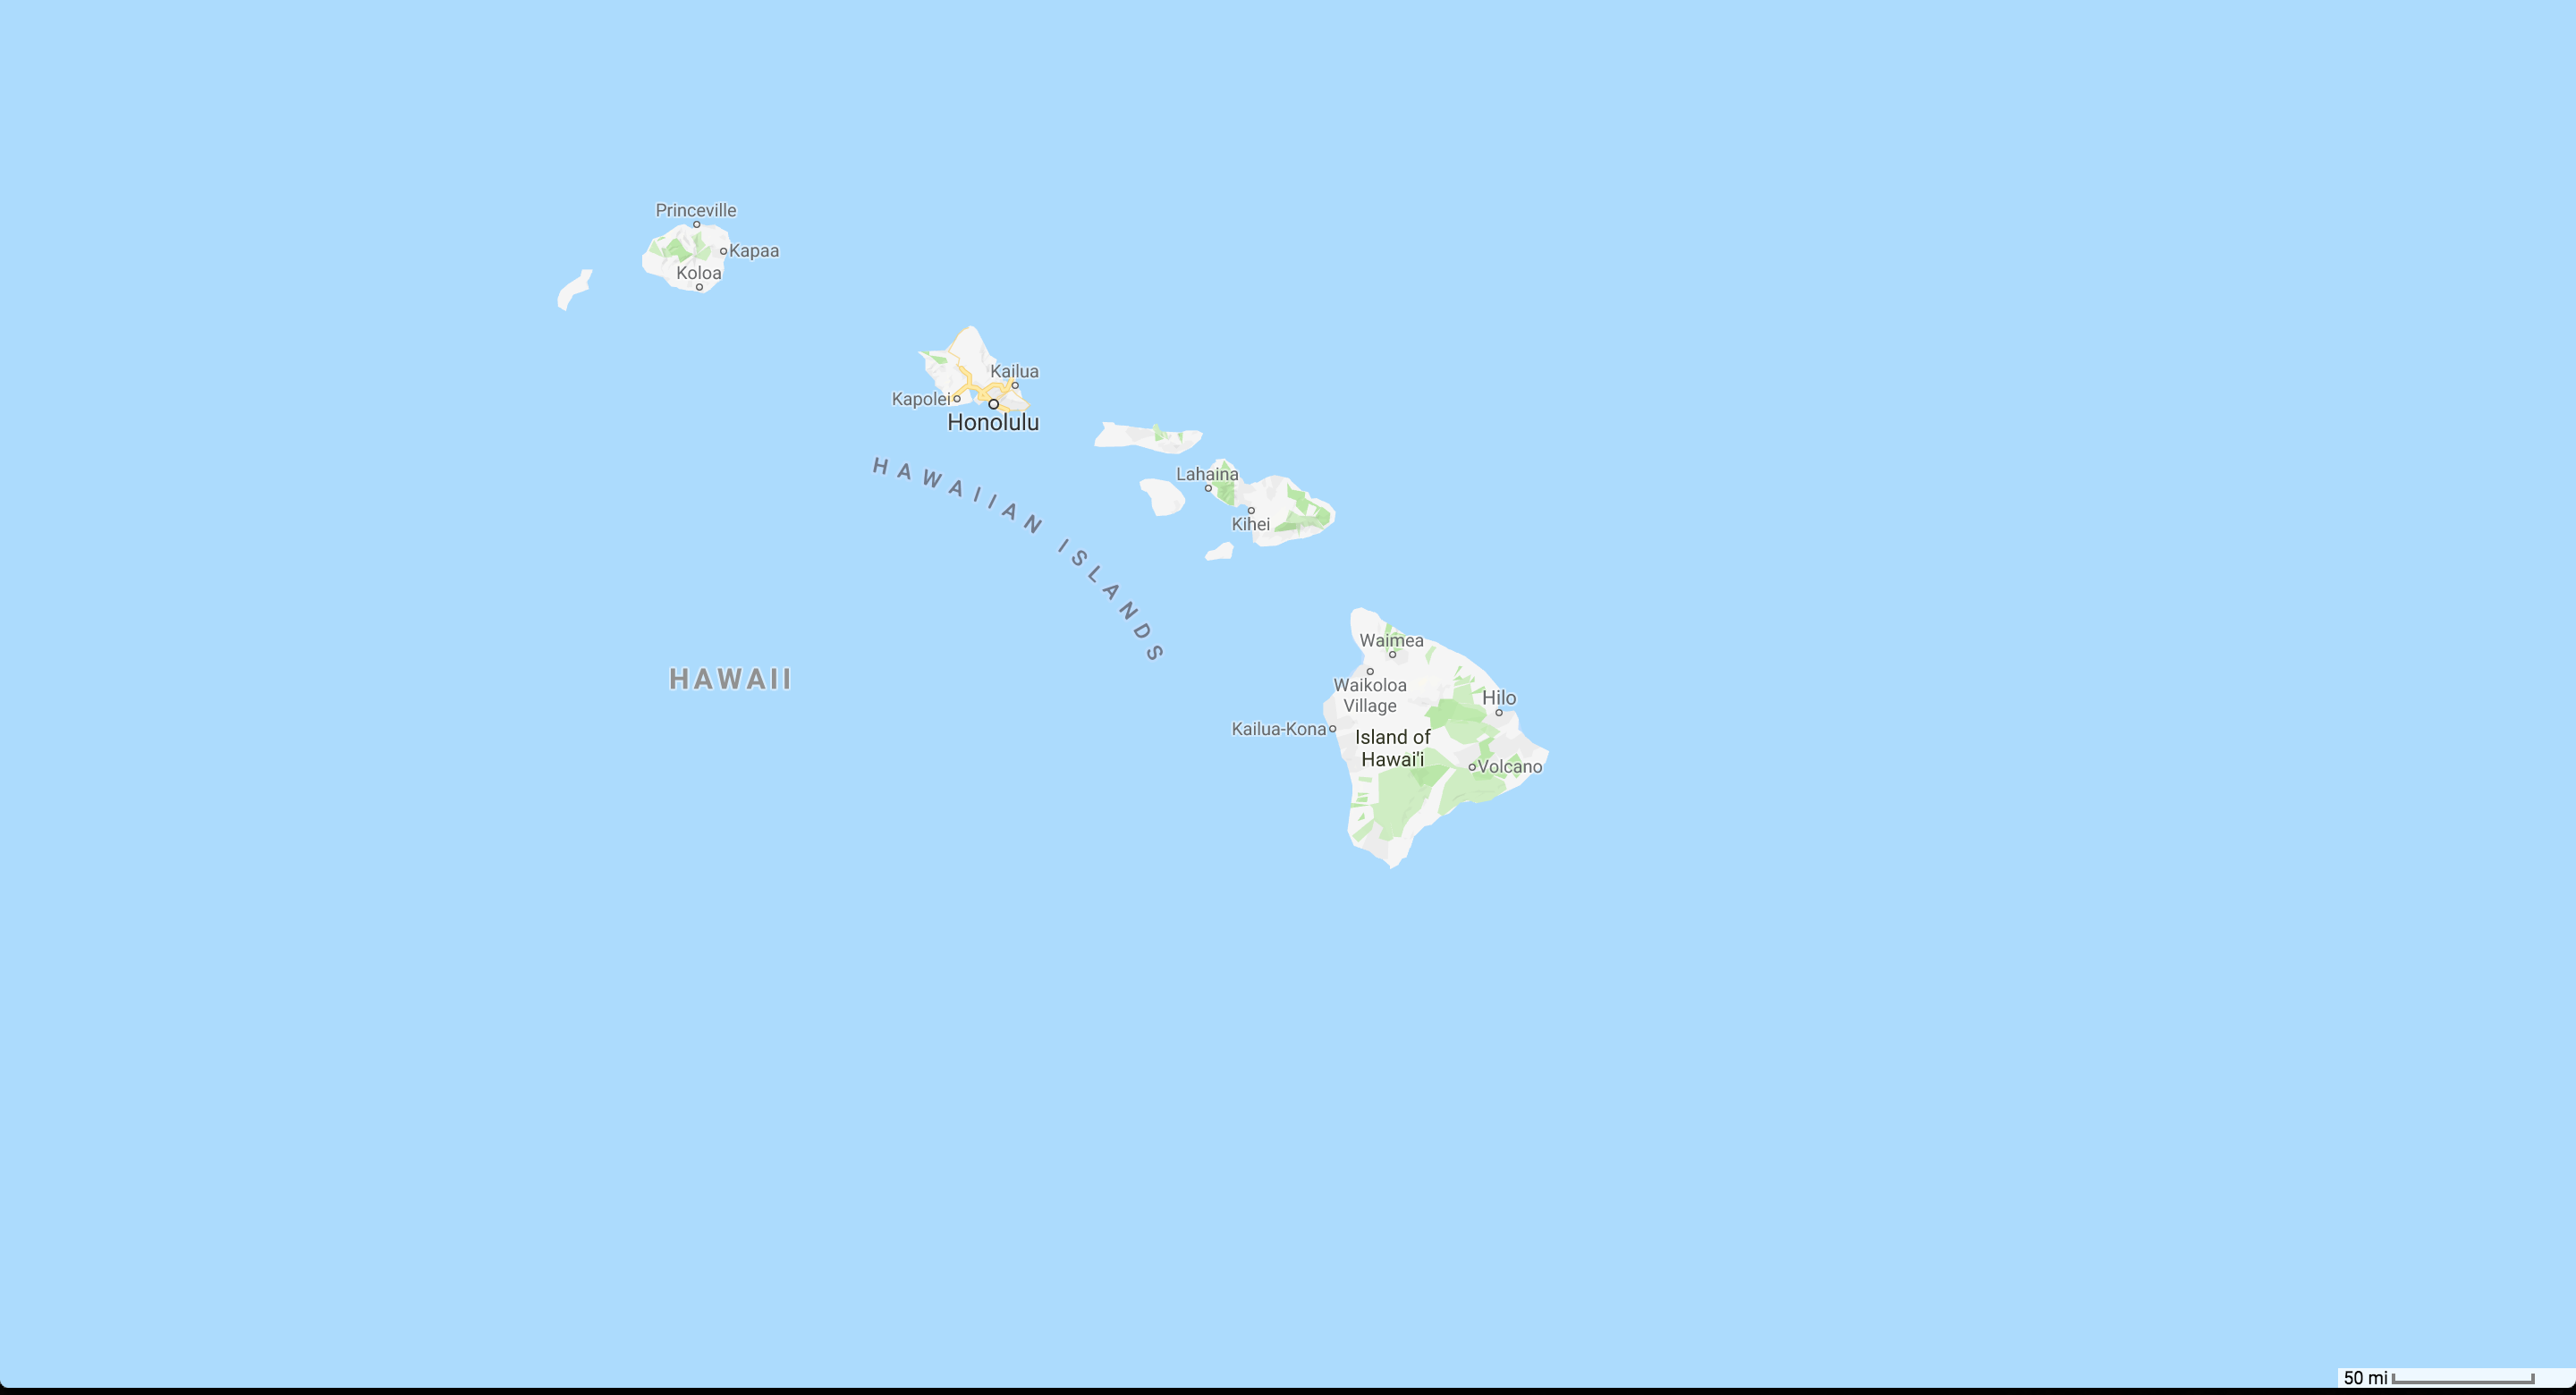 Princeville
Kapaa
Koloa
Kailua
Kapolei
Honolulu
HAWAIIAN ISLANDS
Lahaina
Kihei
Waimea
HAWAII
Waikoloa
Village
Hilo
Kailua-Kona
Island of
Hawai'i
Volcano
50 mi